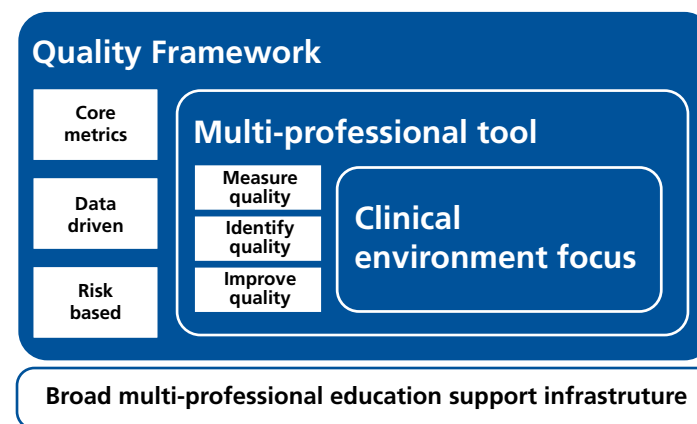 Quality Framework
Core
metrics
Data
driven
Risk
based
Multi-professional tool
Measure
quality
Identify
quality
Improve
quality
Clinical
environment focus
Broad multi-professional education support infrastruture